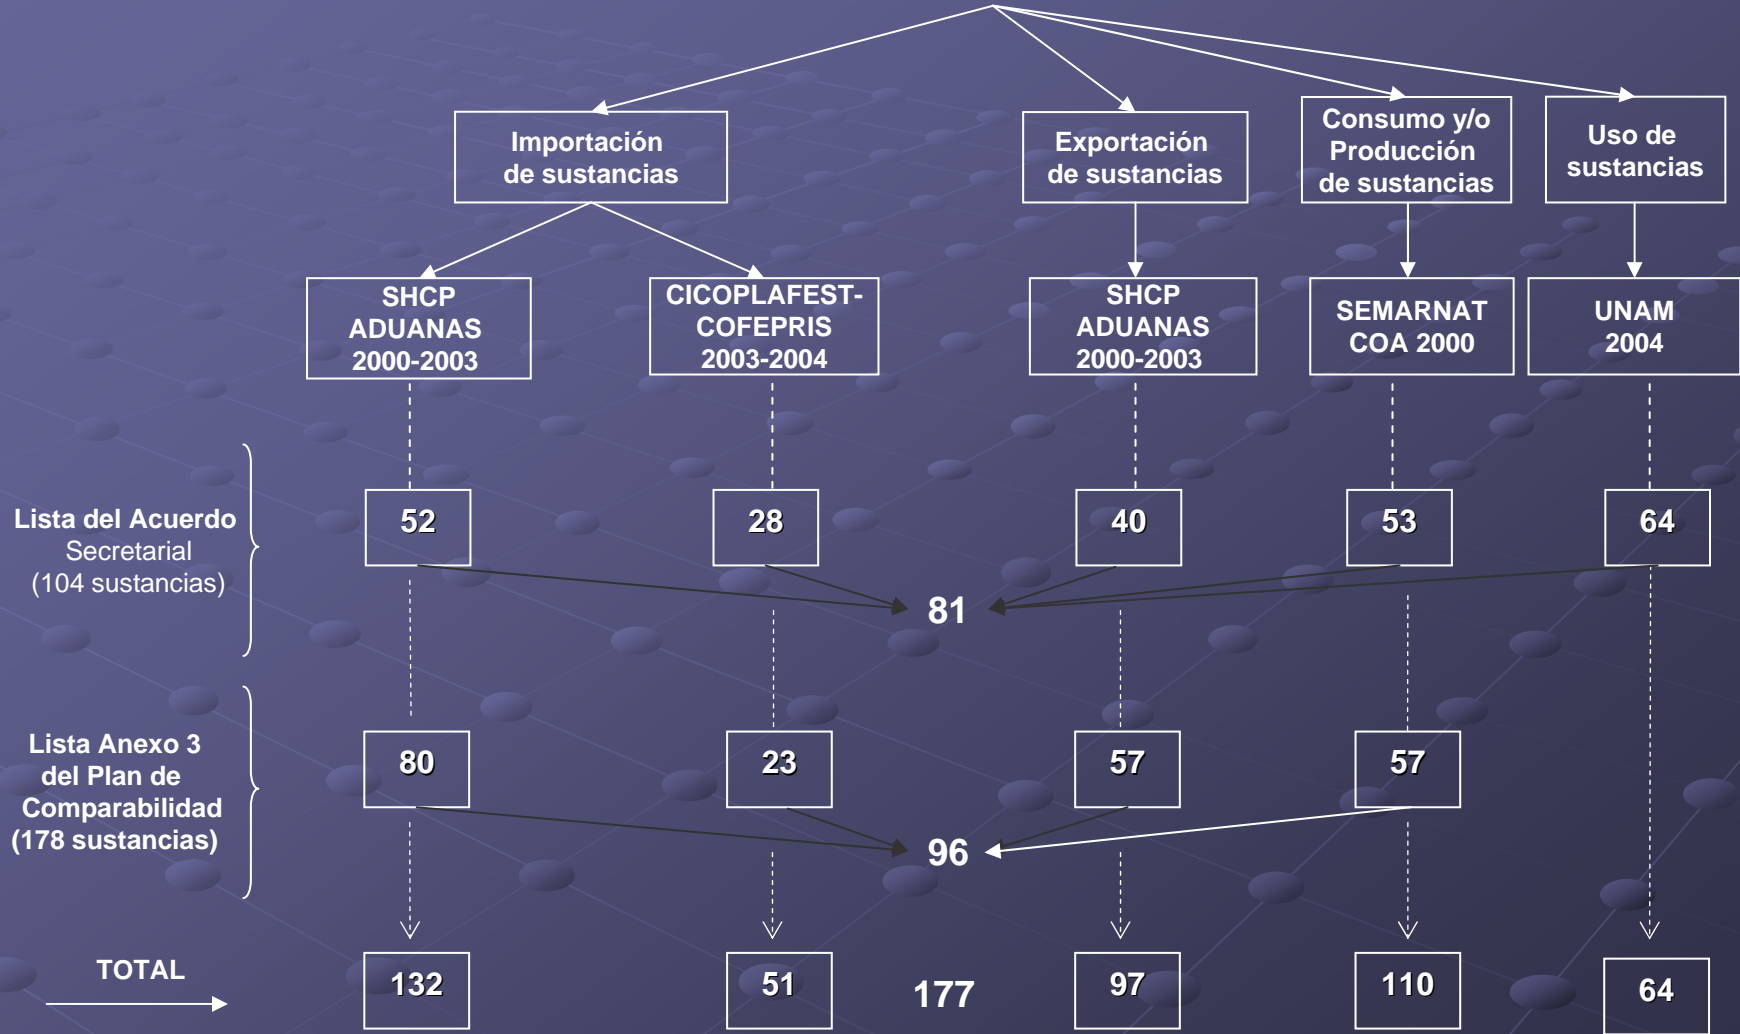 Importación
de sustancias
Exportación
de sustancias
Consumo y/o
Producción
de sustancias
Uso de
sustancias
SHCP
ADUANAS
2000-2003
CICOPLAFEST-
COFEPRIS
2003-2004
SHCP
ADUANAS
2000-2003
SEMARNAT
COA 2000
UNAM
2004
Lista del Acuerdo
Secretarial
(104 sustancias)
52
28
40
53
64
81
Lista Anexo 3
del Plan de
Comparabilidad
(178 sustancias)
80
23
57
57
96
TOTAL
132
51
177
97
110
64